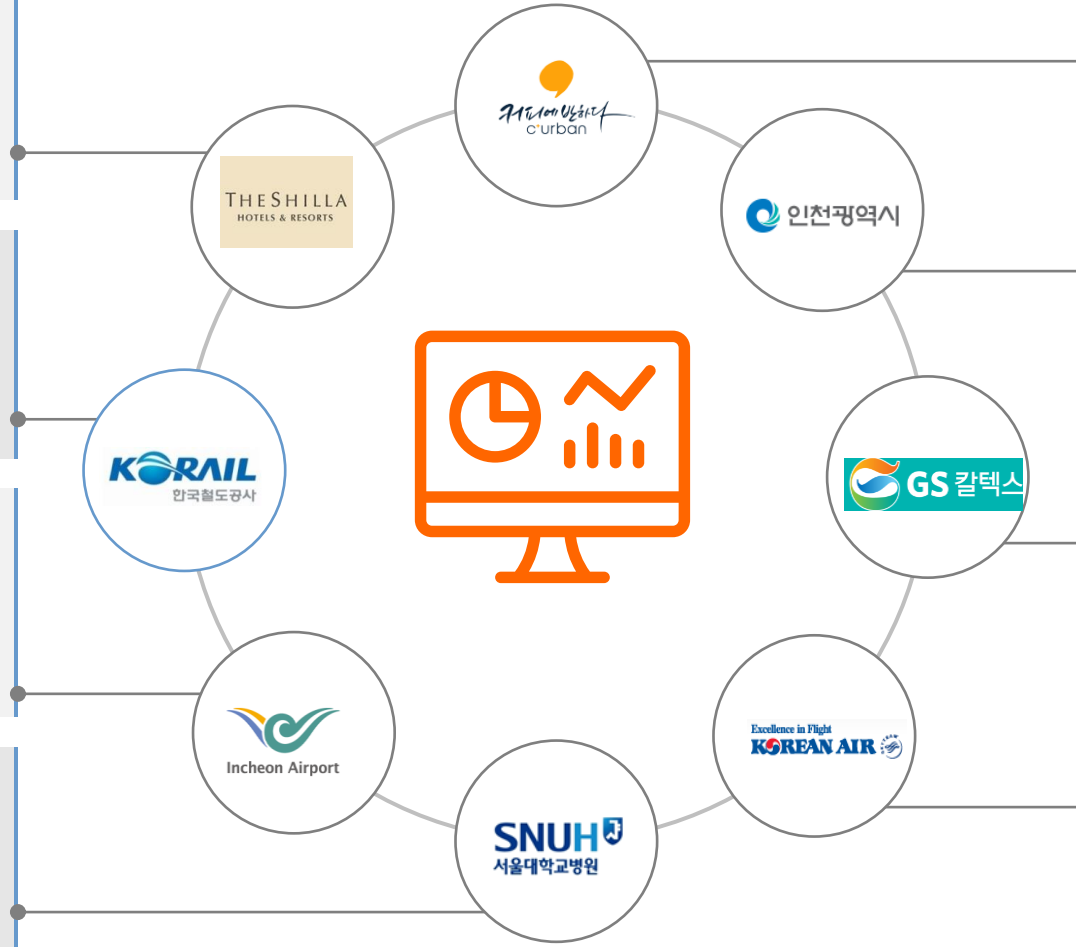 커피에 반하다
c'urban
THE SHILLA
HOTELS & RESORTS
인천광역시
KORAIL
한국철도공사
GS 칼텍스
Incheon Airport
Excellence in Flight
KOREAN AIR
SNUH
서울대학교병원